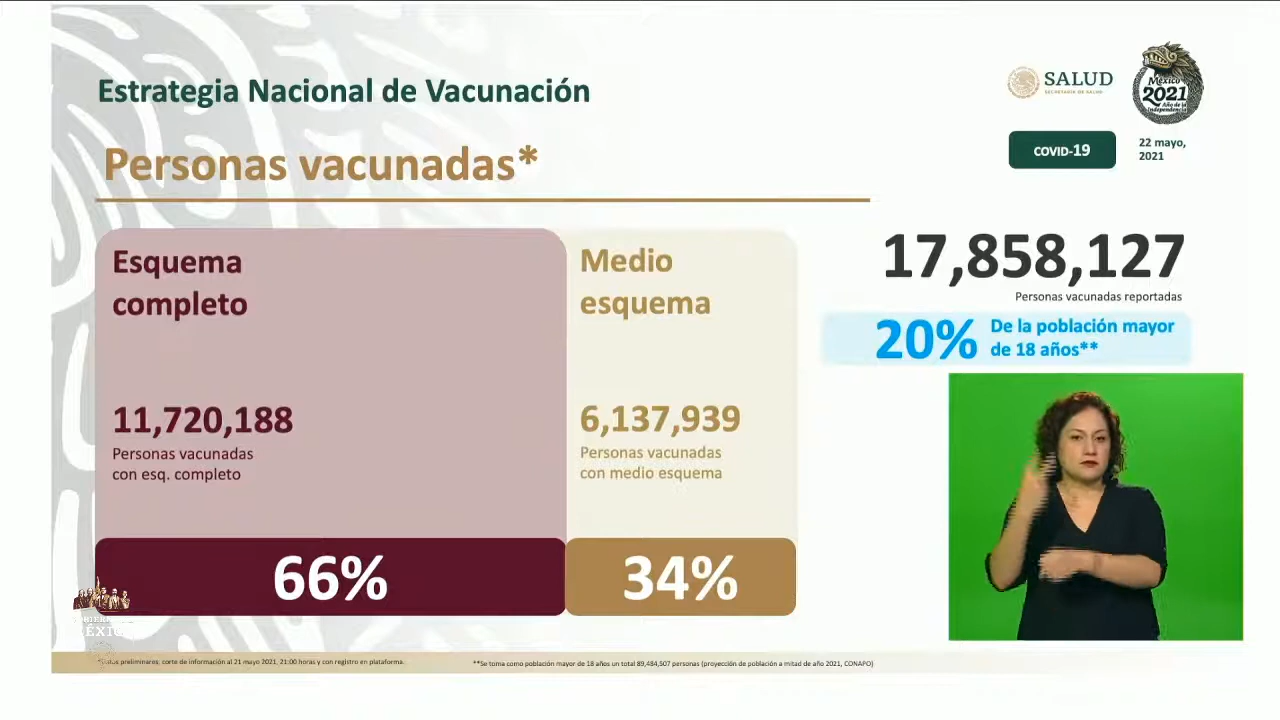 Estrategia Nacional de Vacunación
SALUD
SECRETARÍA DE SALUD
México
2021
Año de la
Independencia
Personas vacunadas*
COVID-19
22 mayo,
2021
Esquema
completo
Medio
esquema
17,858,127
Personas vacunadas reportadas
20%
De la población mayor
de 18 años**
11,720,188
Personas vacunadas
con esq. completo
6,137,939
Personas vacunadas
con medio esquema
66%
34%
preliminares, corte de información al 21 mayo 2021, 21:00 horas y con registro en plataforma.
**Se toma como población mayor de 18 años un total 89,484,507 personas (proyección de población a mitad de año 2021, CONAPO)